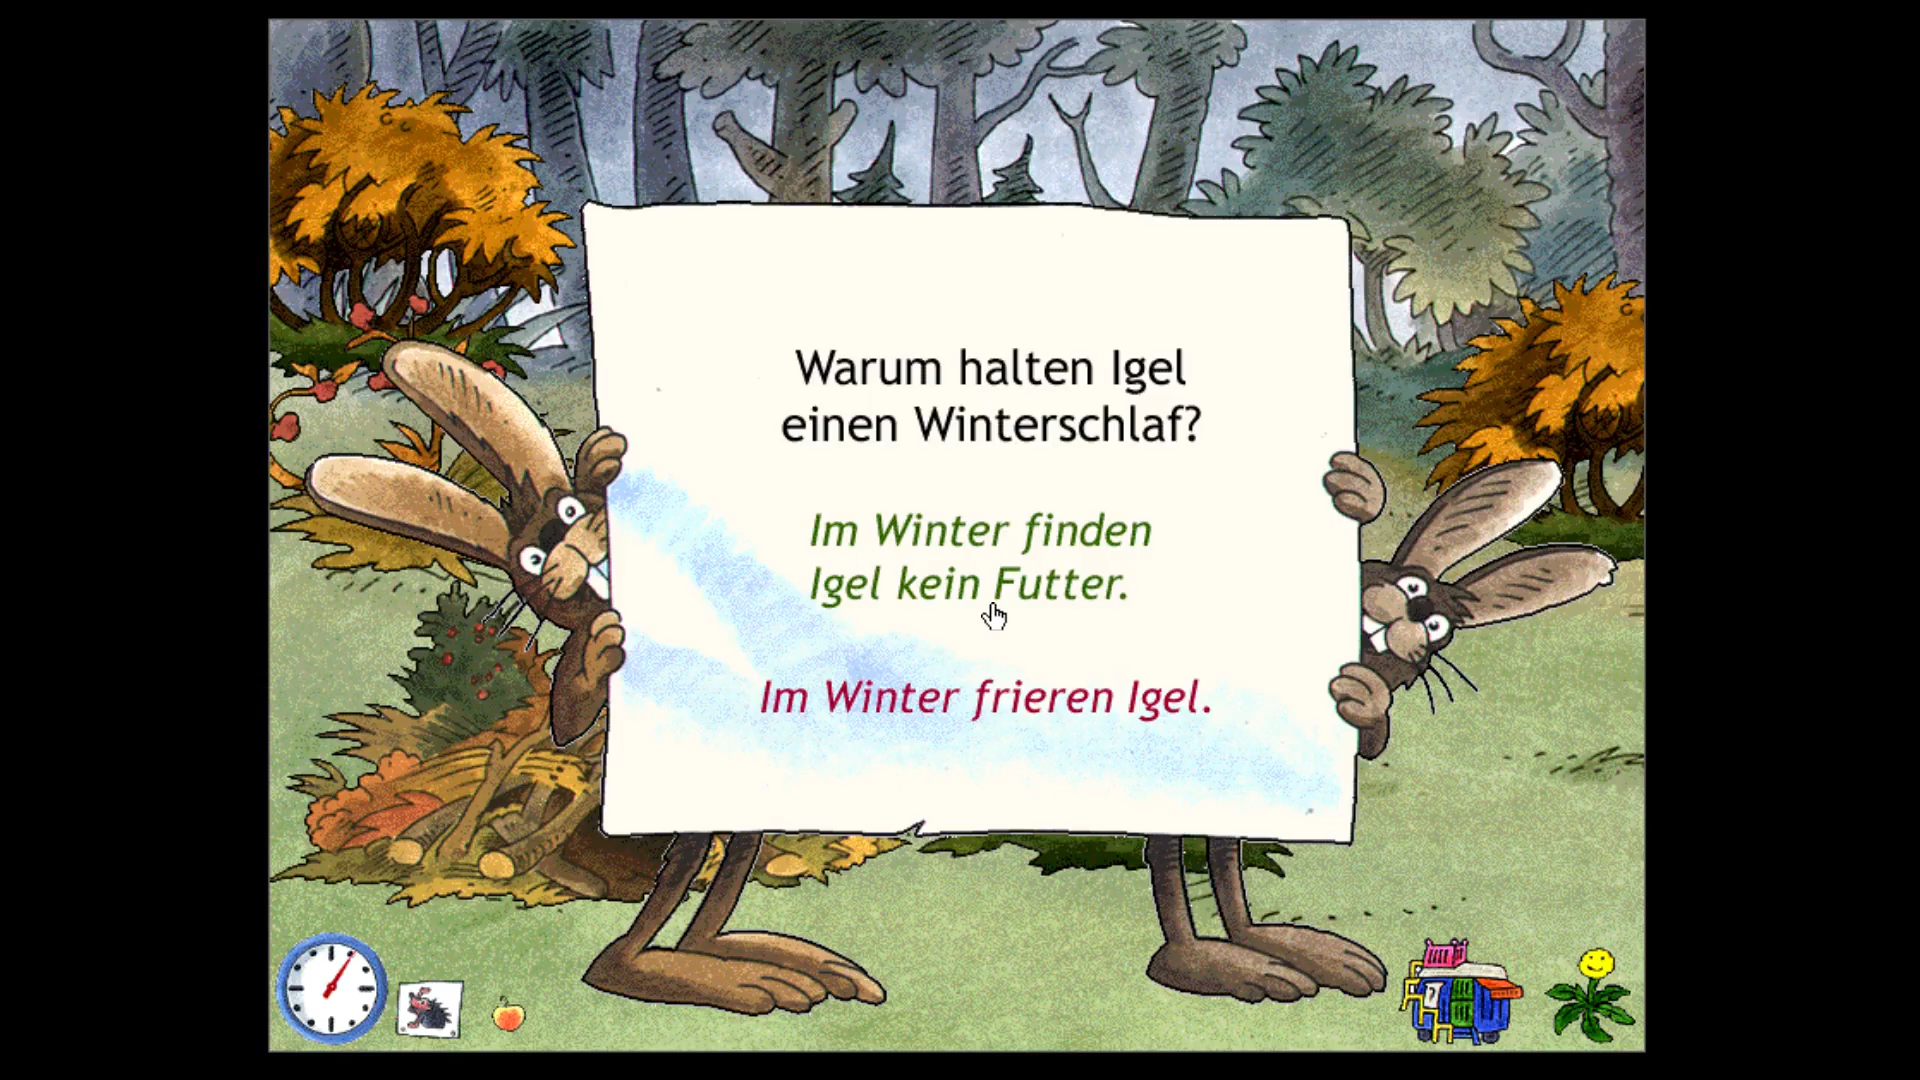 Warum halten Igel
einen Winterschlaf?
Im Winter finden
Igel kein Futter.
Im Winter frieren Igel.